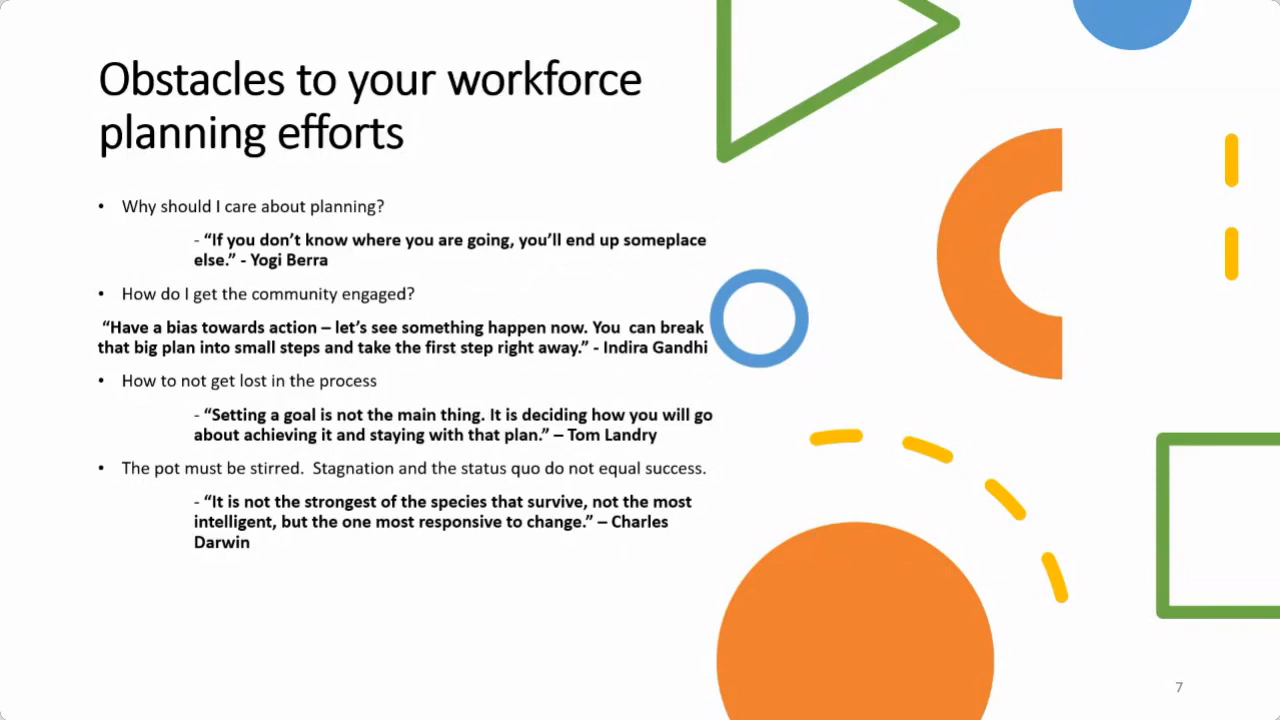 Obstacles to your workforce
planning efforts
• Why should I care about planning?
- “If you don’t know where you are going, you’ll end up someplace
else.” - Yogi Berra
• How do I get the community engaged?
“Have a bias towards action – let’s see something happen now. You  can break
that big plan into small steps and take the first step right away.” - Indira Gandhi
• How to not get lost in the process
- “Setting a goal is not the main thing. It is deciding how you will go
about achieving it and staying with that plan.” – Tom Landry
• The pot must be stirred.  Stagnation and the status quo do not equal success.
- “It is not the strongest of the species that survive, not the most
intelligent, but the one most responsive to change.” – Charles
Darwin
7